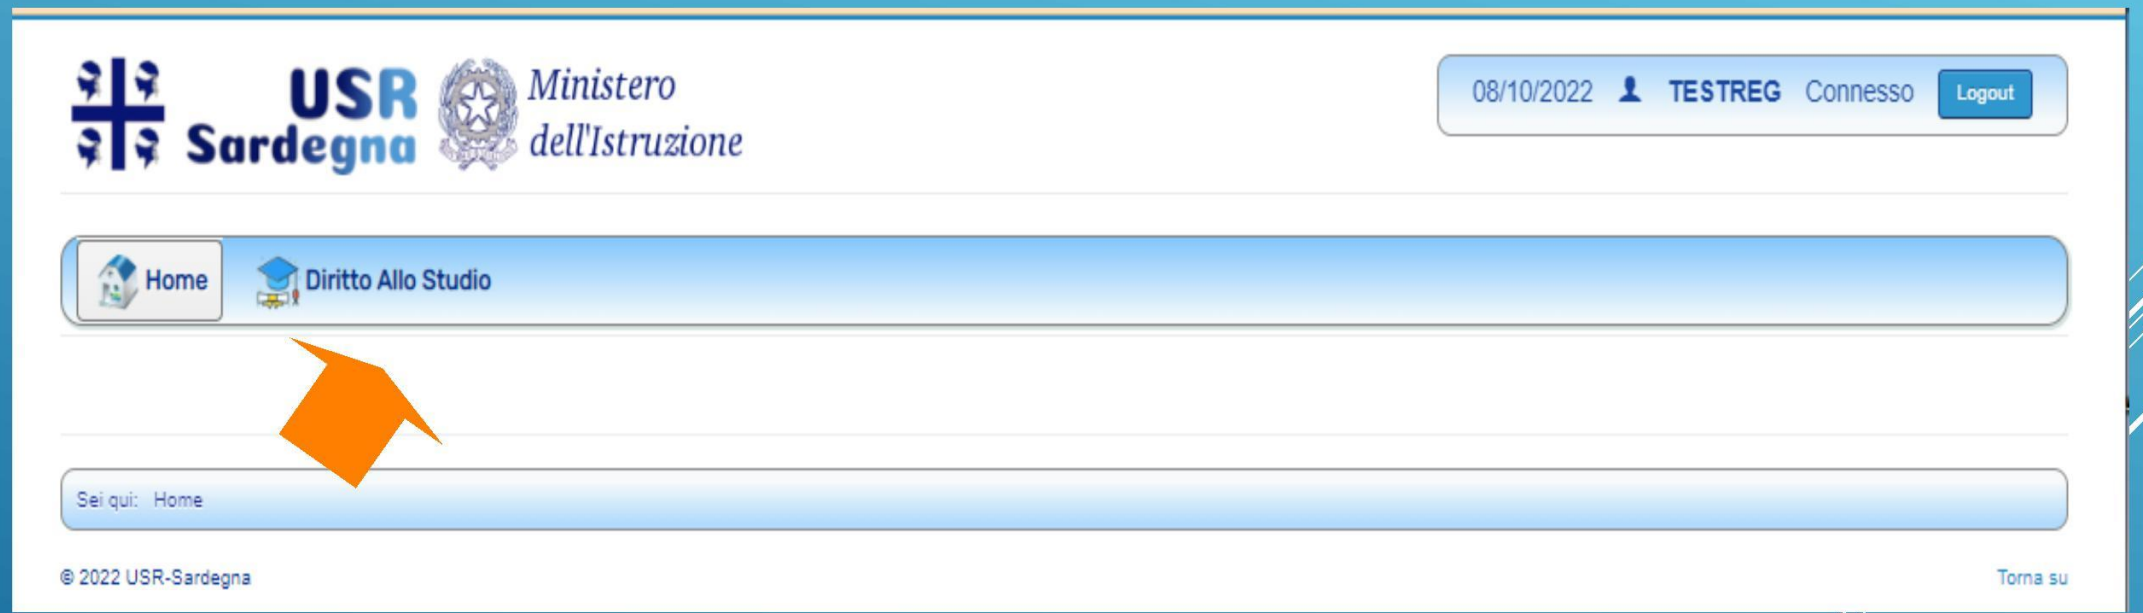 USR
Sardegna
Ministero
dell'Istruzione
08/10/2022 TESTREG Connesso Logout
Home Diritto Allo Studio
Sei qui: Home
© 2022 USR-Sardegna Torna su